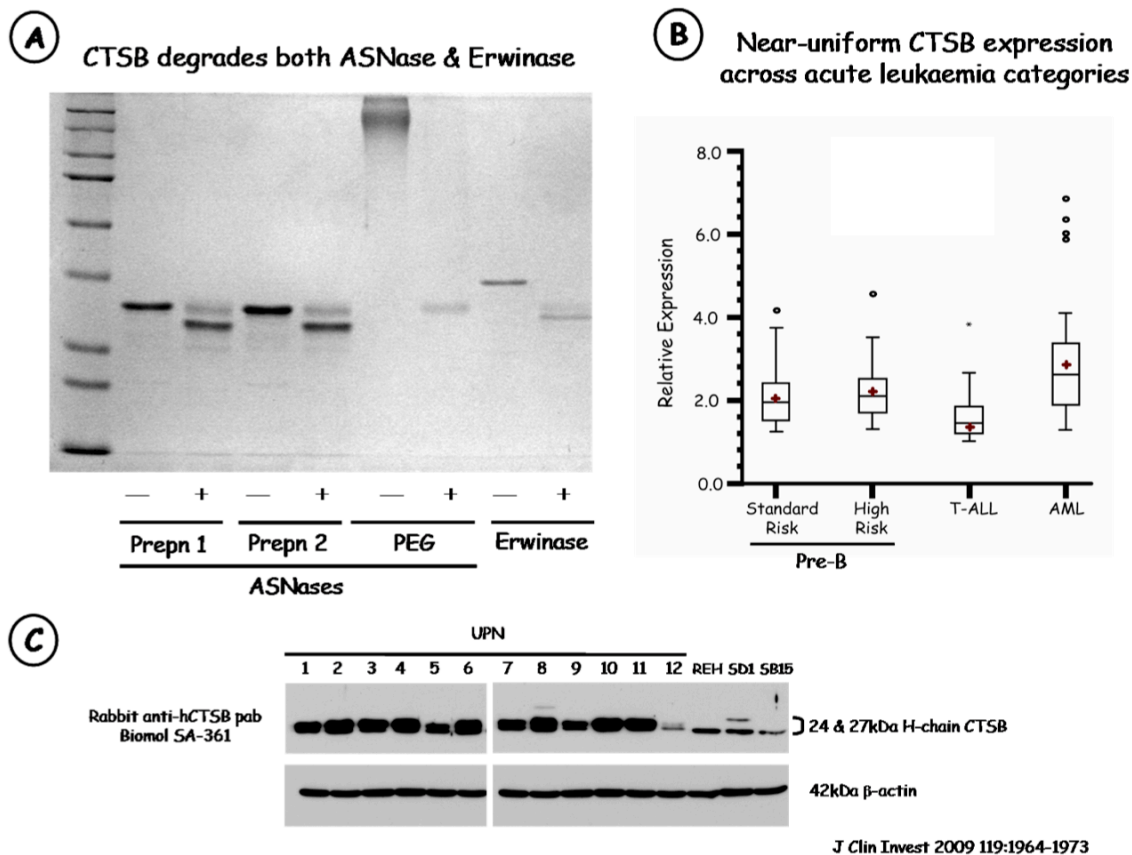 A
CTSB degrades both ASNase & Erwinase
— + — + — + — +
Prepn 1 Prepn 2 PEG Erwinase
ASNases
B
Near-uniform CTSB expression
across acute leukaemia categories
8.0
6.0
4.0
2.0
0.0
Relative Expression
Standard Risk High Risk T-ALL AML
Pre-B
C
UPN
1 2 3 4 5 6 7 8 9 10 11 12 REH SD1 SB15
Rabbit anti-hCTSB pab
Biomol SA-361
24 & 27kDa H-chain CTSB
42kDa β-actin
J Clin Invest 2009 119:1964-1973